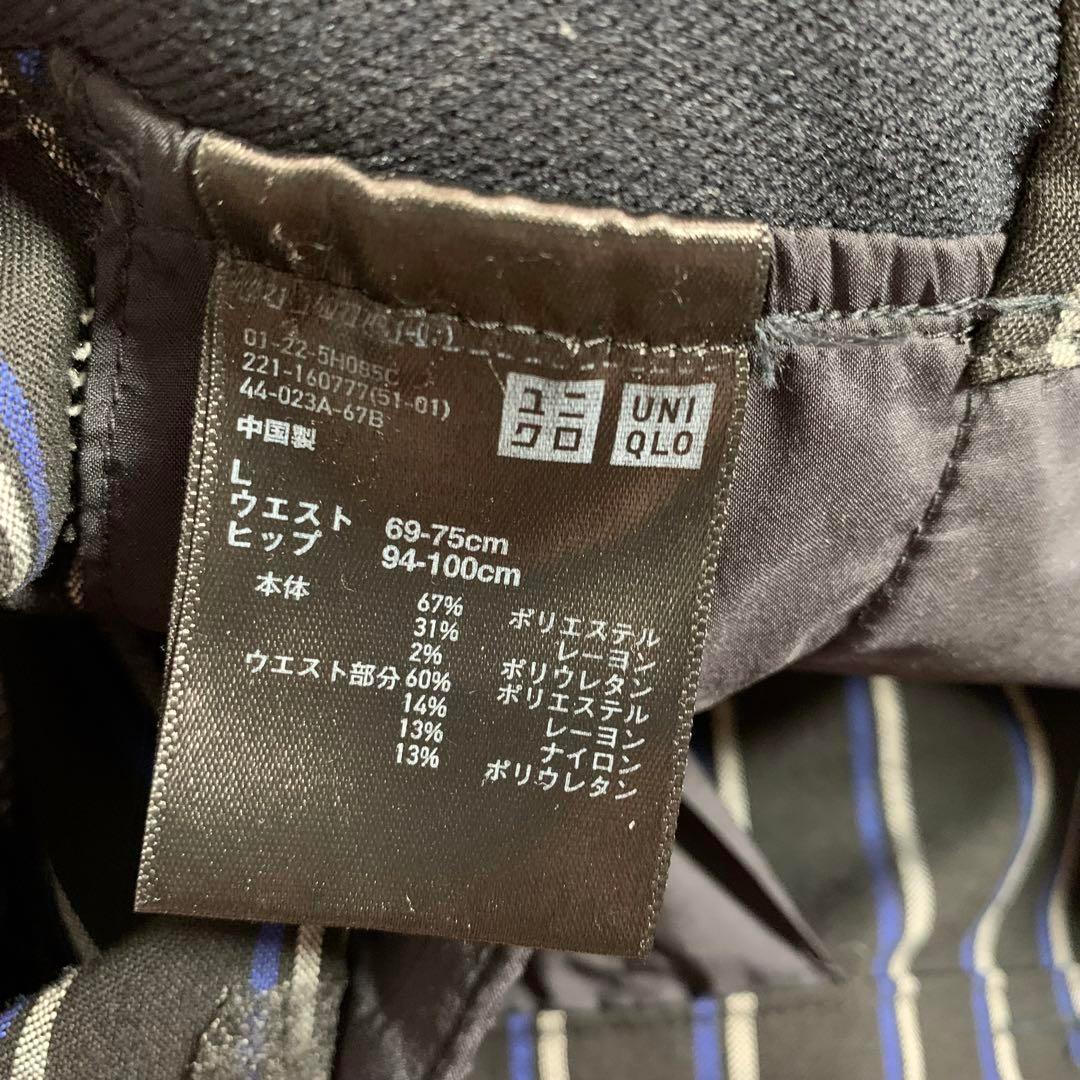 01-22-5H085C
221-160777(51-01)
44-023A-67B
中国製
ユニ
クロ
UNI
QLO
L
ウエスト 69-75cm
ヒップ 94-100cm
本体 67% ポリエステル
31% レーヨン
2% ポリウレタン
ウエスト部分 60% ポリエステル
14% レーヨン
13% ナイロン
13% ポリウレタン